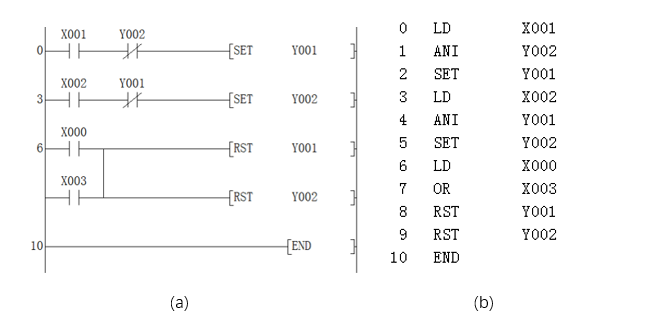 X001 Y002
0 [SET Y001 ]
X002 Y001
3 [SET Y002 ]
X000
6 [RST Y001 ]
X003
[RST Y002 ]
10 [END ]
(a)
0 LD X001
1 ANI Y002
2 SET Y001
3 LD X002
4 ANI Y001
5 SET Y002
6 LD X000
7 OR X003
8 RST Y001
9 RST Y002
10 END
(b)